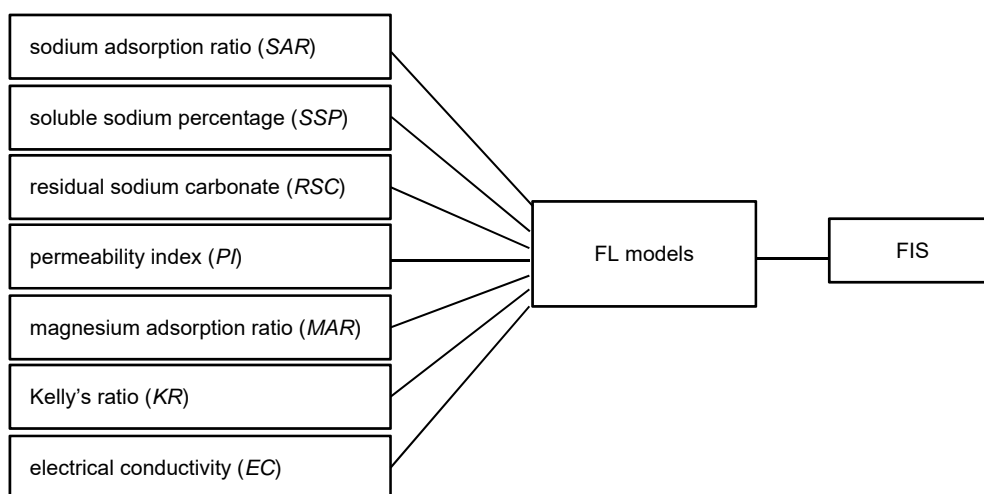 sodium adsorption ratio (SAR)
soluble sodium percentage (SSP)
residual sodium carbonate (RSC)
permeability index (PI)
magnesium adsorption ratio (MAR)
Kelly’s ratio (KR)
electrical conductivity (EC)
FL models
FIS